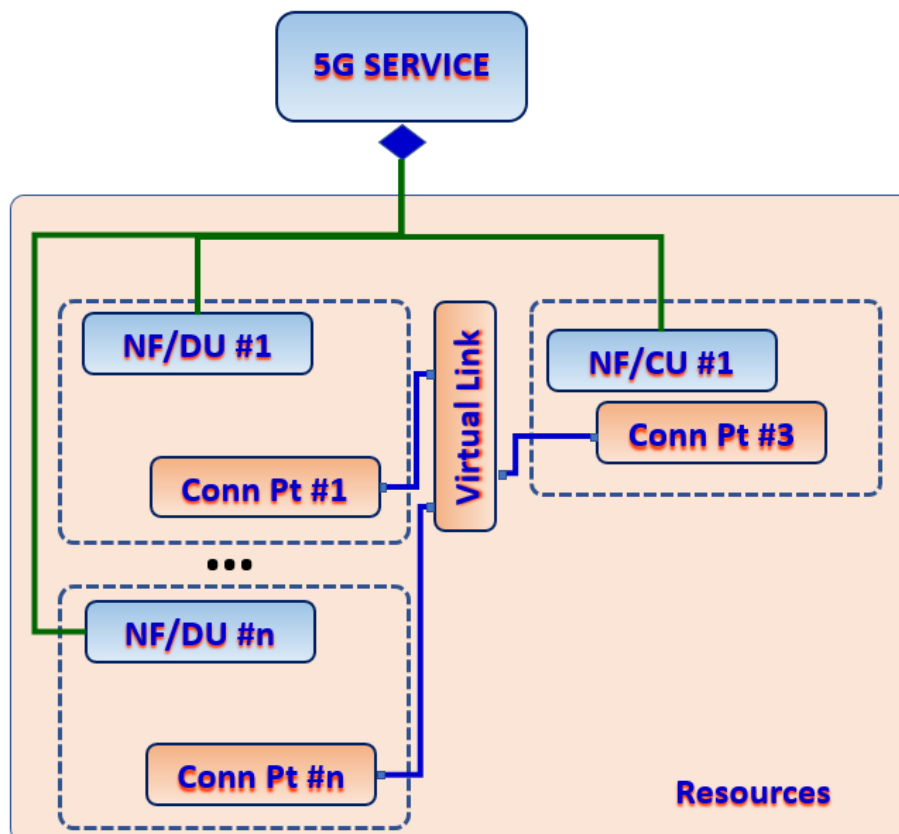 5G SERVICE
NF/DU #1
Conn Pt #1
Virtual Link
NF/CU #1
Conn Pt #3
...
NF/DU #n
Conn Pt #n
Resources